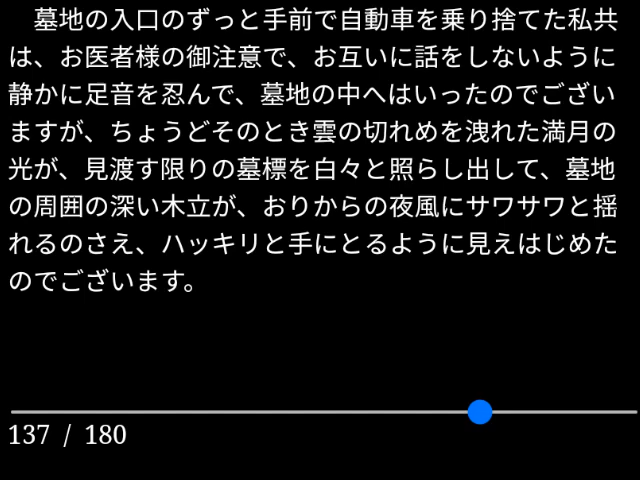 墓地の入口のずっと手前で自動車を乗り捨てた私共
は、お医者様の御注意で、お互いに話をしないように
静かに足音を忍んで、墓地の中へはいったのでござい
ますが、ちょうどそのとき雲の切れめを洩れた満月の
光が、見渡す限りの墓標を白々と照らし出して、墓地
の周囲の深い木立が、おりからの夜風にサワサワと揺
れるのさえ、ハッキリと手にとるように見えはじめた
のでございます。
137 / 180